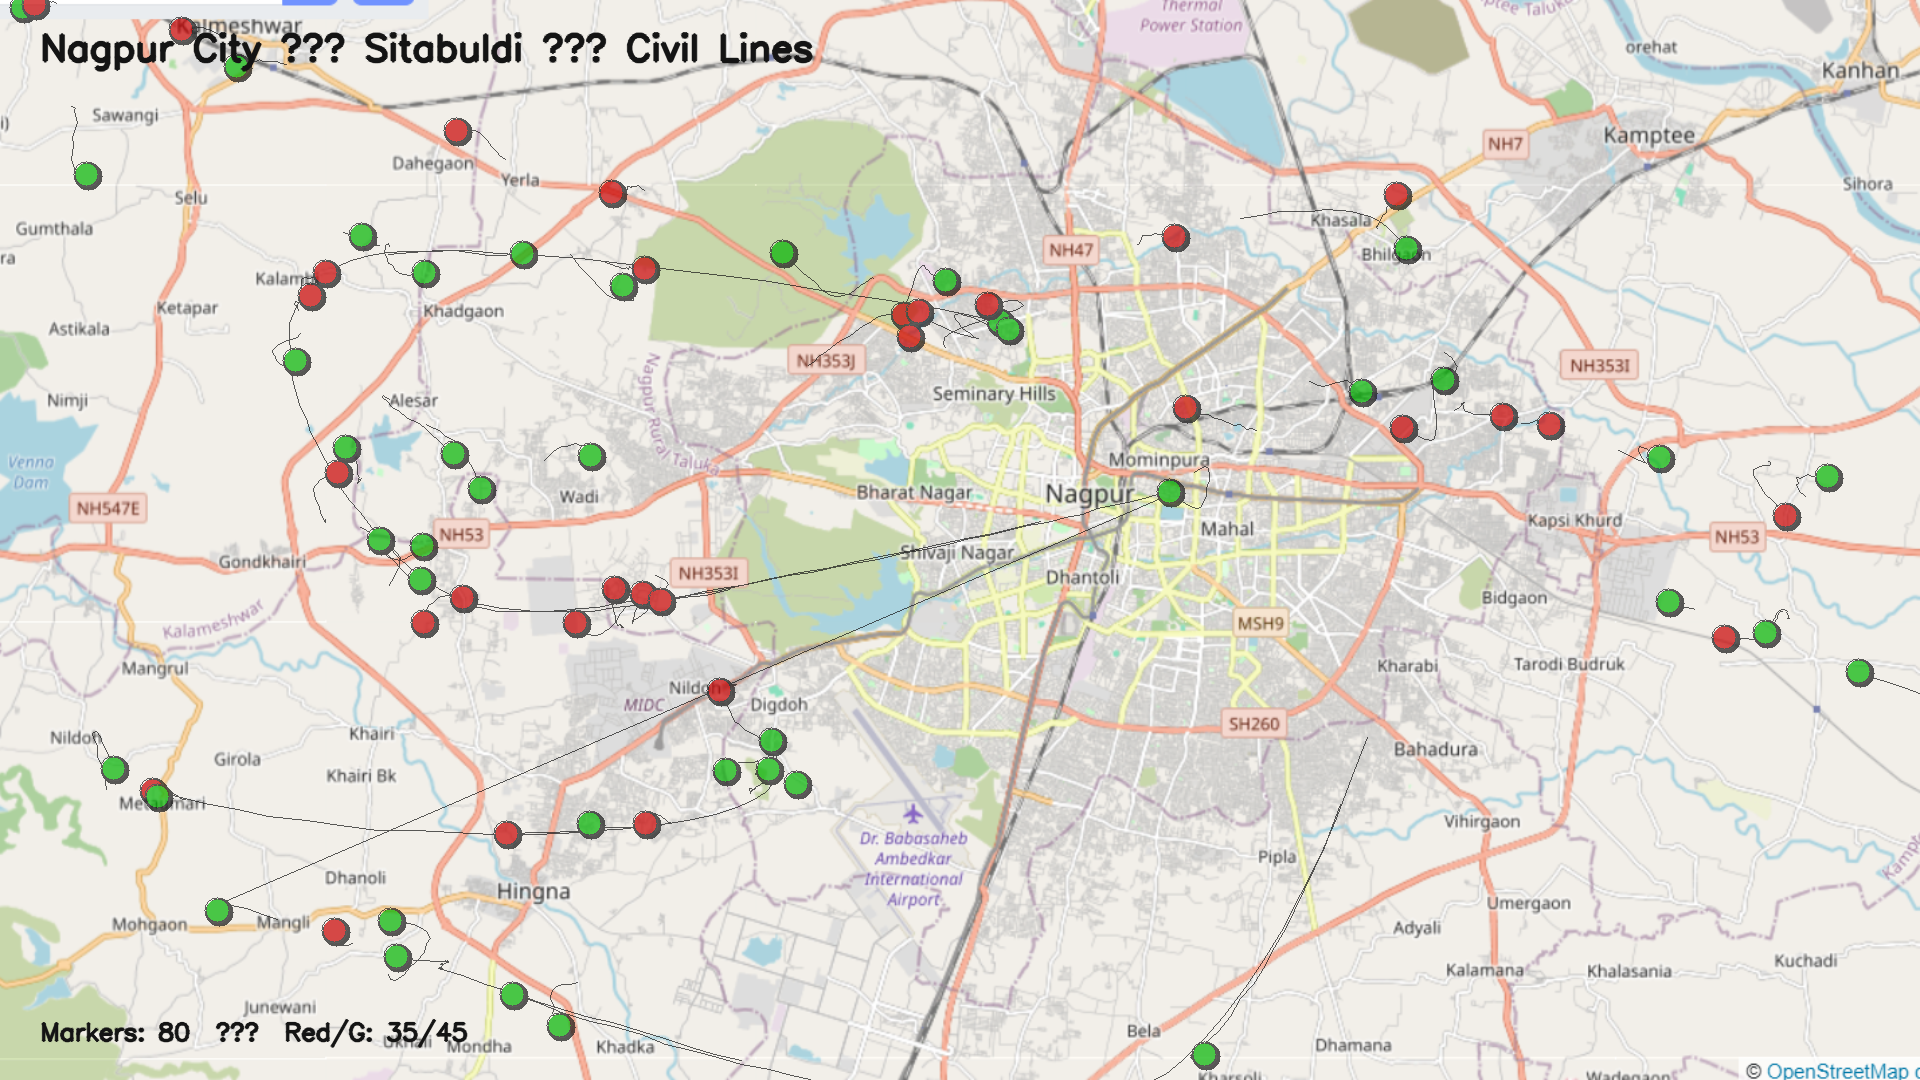 Thermal
Power Station
ptee Taluka
Kalmeshwar
Nagpur City ??? Sitabuldi ??? Civil Lines
orehat
Kanhan
Sawangi
i)
NH7
Kamptee
Dahegaon
Yerla
Selu
Sihora
Gumthala
Khasala
NH47
ra
Kalamb
Ketapar
Khadgaon
Astikala
NH353J
NH353I
Seminary Hills
Nimji
Alesar
Nagpur Rural Taluka
Venna
Dam
Mominpura
Wadi
Bharat Nagar
Nagpur
NH547E
Kapsi Khurd
Mahal
NH53
NH53
Gondkhairi
Shivaji Nagar
NH353I
Dhantoli
Bidgaon
Kalameshwar
MSH9
Mangrul
Kharabi
Tarodi Budruk
Nildoh
MIDC
Digdoh
SH260
Khairi
Bahadura
Girola
Khairi Bk
Vihirgaon
Dr. Babasaheb
Ambedkar
International
Airport
Pipla
Dhanoli
Hingna
Umergaon
Mohgaon
Mangli
Adyali
Kalamana
Khalasania
Kuchadi
Junewani
Markers: 80 ??? Red/G: 35/45
Mondha
Khadka
Bela
Dhamana
Kharsoli
Wadegaon
© OpenStreetMap c